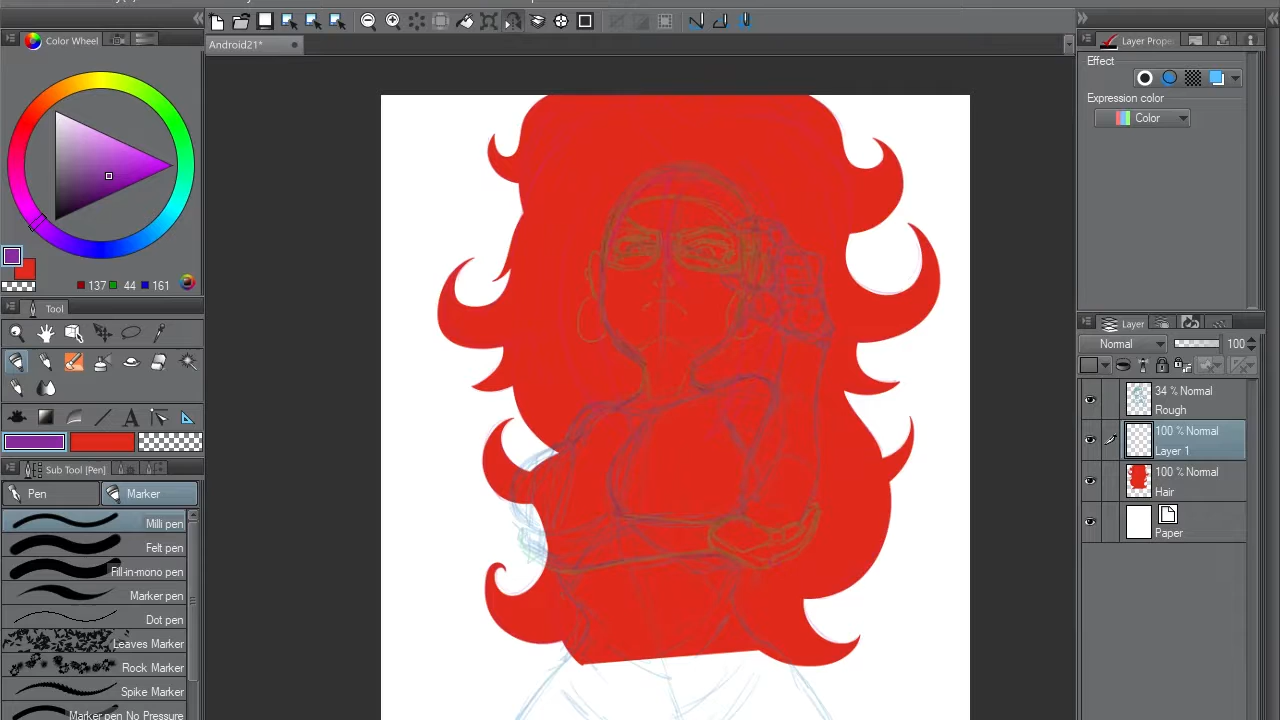 Color Wheel
Android21*
Layer Prope
Effect
Expression color
Color
137 44 161
Tool
Layer
Normal 100
34 % Normal
Rough
100 % Normal
Layer 1
100 % Normal
Hair
Paper
Sub Tool [Pen]
Pen Marker
Milli pen
Felt pen
Fill-in-mono pen
Marker pen
Dot pen
Leaves Marker
Rock Marker
Spike Marker
Marker pen No Pressure